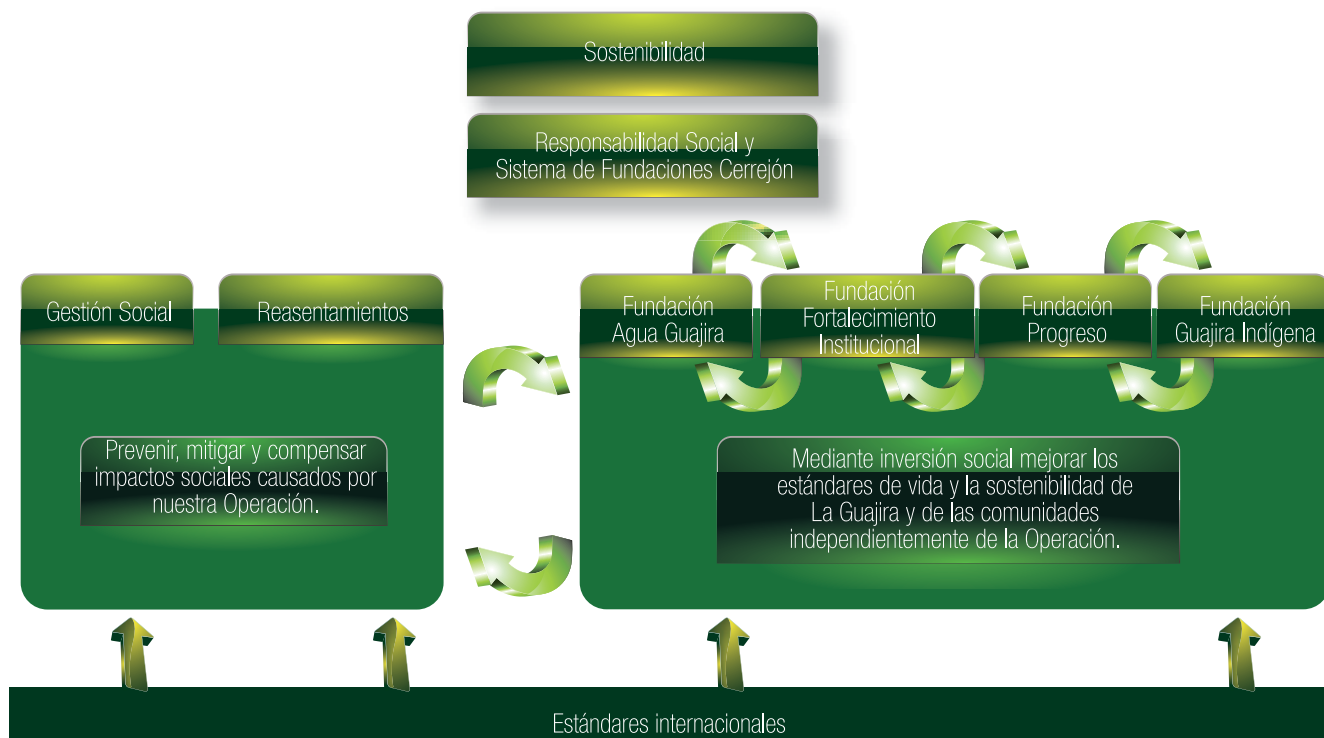 Sostenibilidad
Responsabilidad Social y
Sistema de Fundaciones Cerrejón
Gestión Social
Reasentamientos
Fundación
Agua Guajira
Fundación
Fortalecimiento
Institucional
Fundación
Progreso
Fundación
Guajira Indígena
Prevenir, mitigar y compensar
impactos sociales causados por
nuestra Operación.
Mediante inversión social mejorar los
estándares de vida y la sostenibilidad de
La Guajira y de las comunidades
independientemente de la Operación.
Estándares internacionales